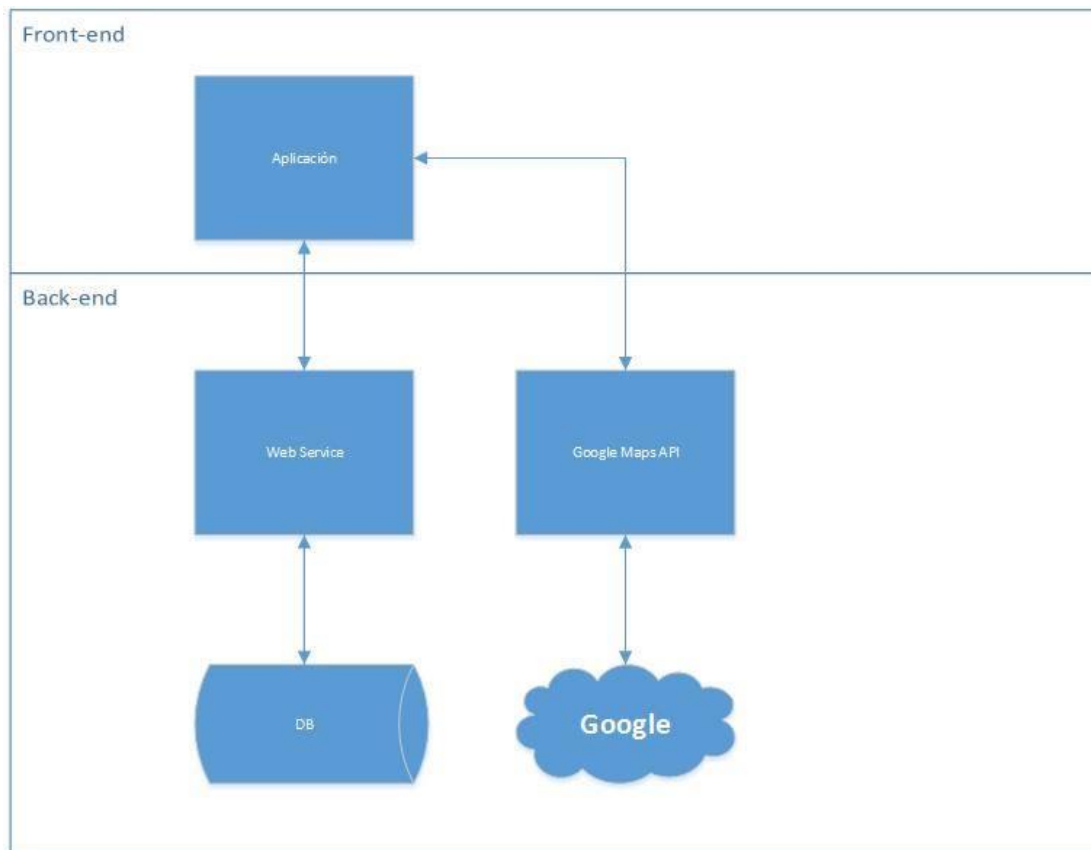 Front-end
Aplicación
Back-end
Web Service
Google Maps API
DB
Google